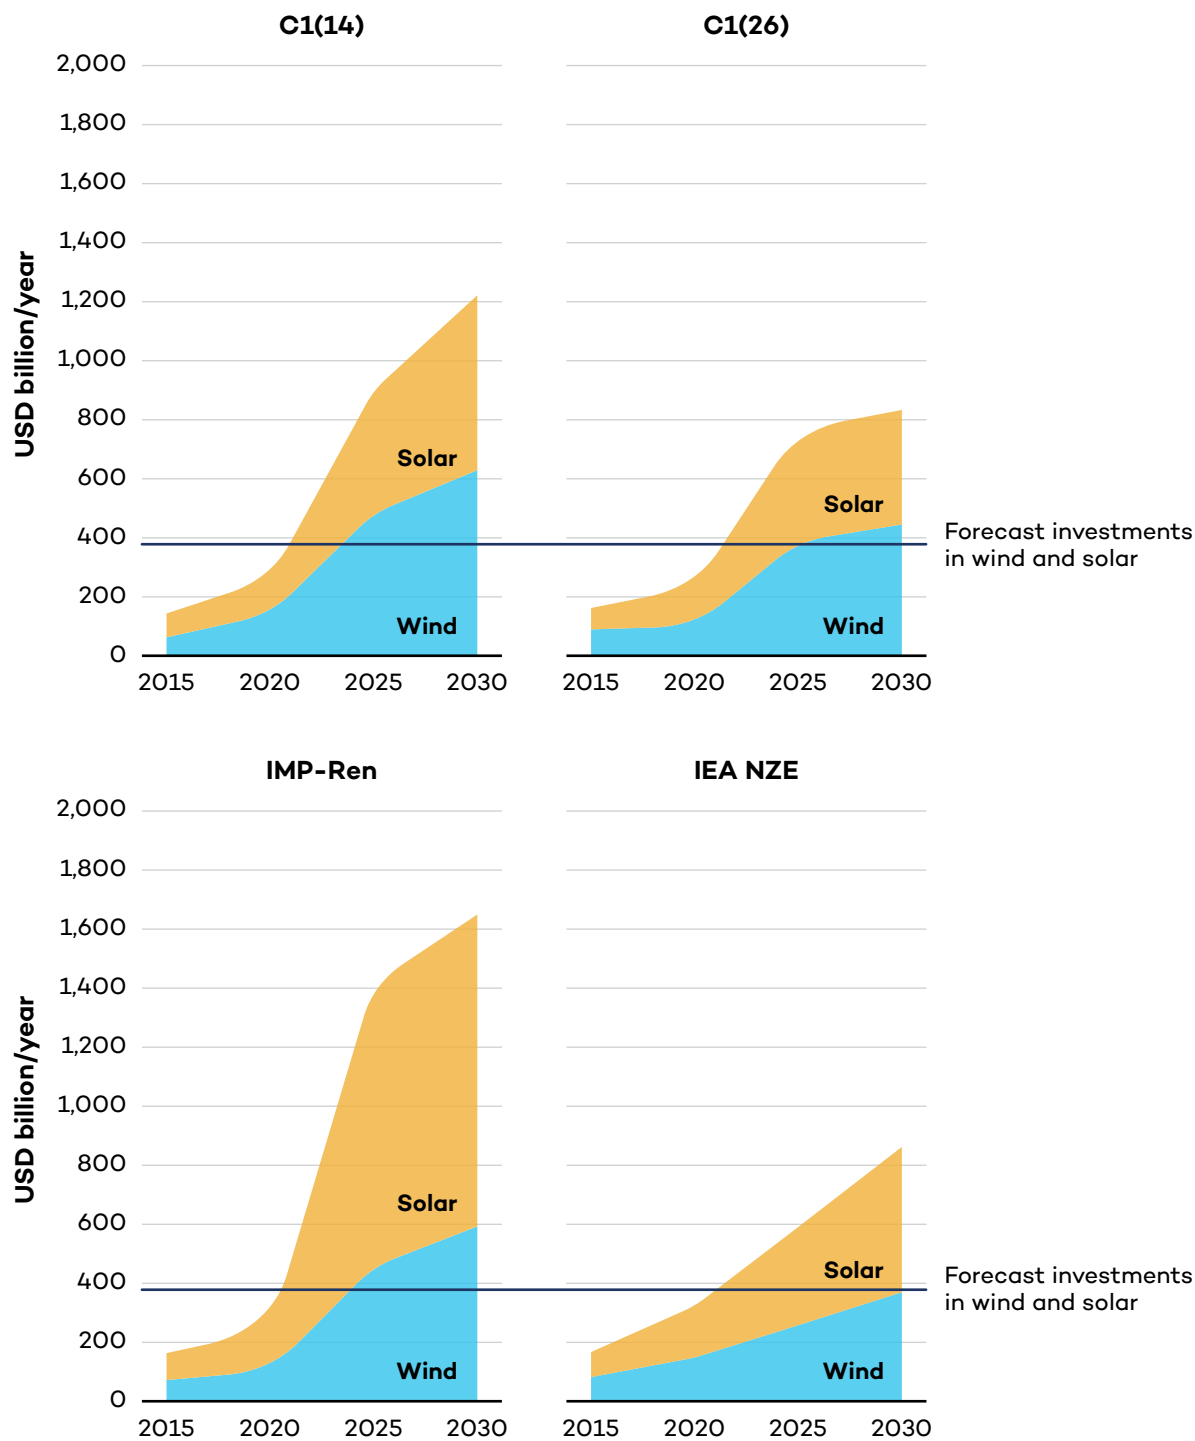 C1(14)
C1(26)
USD billion/year
2,000
1,800
1,600
1,400
1,200
1,000
800
600
400
200
0
Solar
Wind
2015 2020 2025 2030
Solar
Wind
2015 2020 2025 2030
Forecast investments
in wind and solar
IMP-Ren
IEA NZE
USD billion/year
2,000
1,800
1,600
1,400
1,200
1,000
800
600
400
200
0
Solar
Wind
2015 2020 2025 2030
Solar
Wind
2015 2020 2025 2030
Forecast investments
in wind and solar